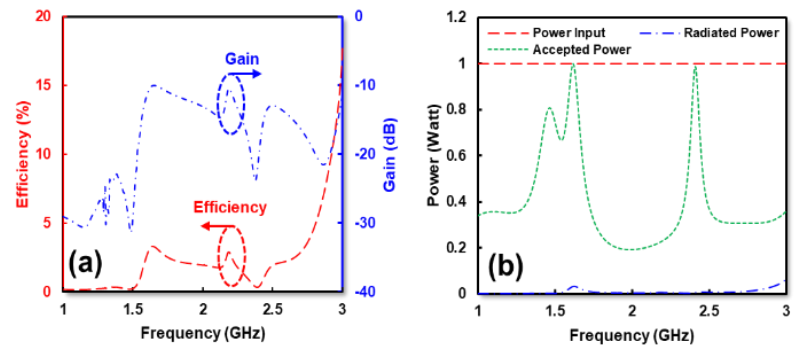 20
15
10
5
0
Efficiency (%)
0
-10
-20
-30
-40
Gain (dB)
Gain
Efficiency
(a)
1
1.5
2
2.5
3
Frequency (GHz)
1.2
1
0.8
0.6
0.4
0.2
0
Power (Watt)
Power Input
Radiated Power
Accepted Power
(b)
1
1.5
2
2.5
3
Frequency (GHz)